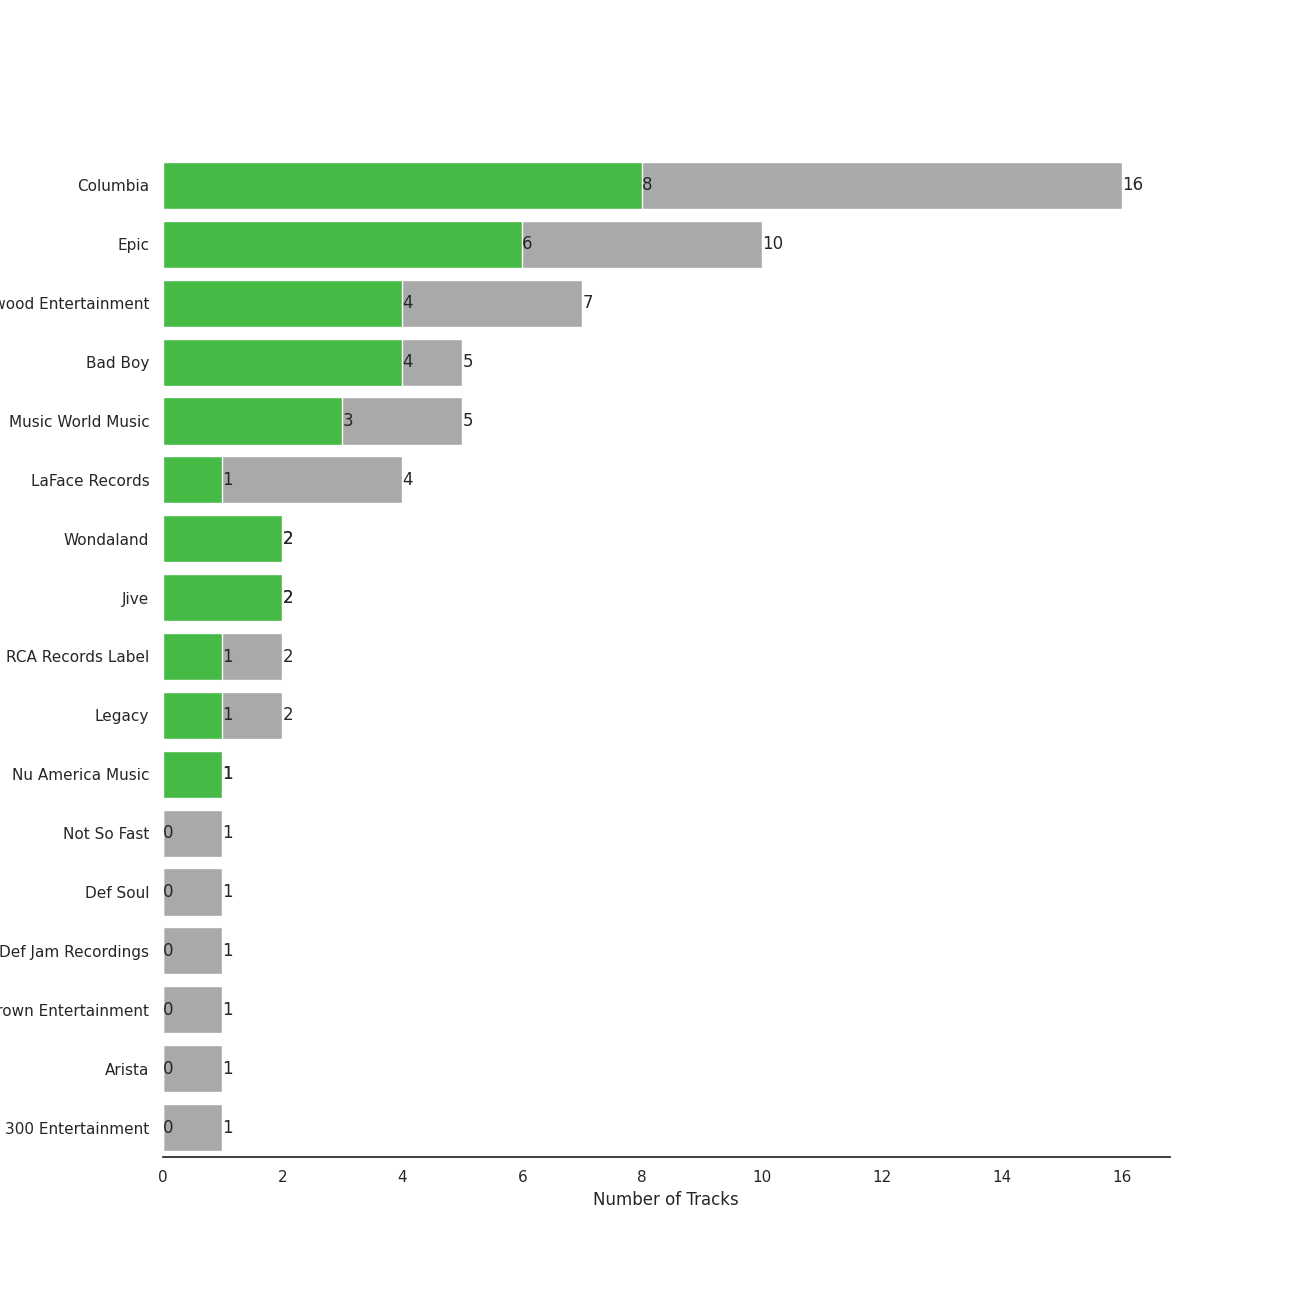 Columbia 8 16
Epic 6 10
Entertainment 4 7
Bad Boy 4 5
Music World Music 3 5
LaFace Records 1 4
Wondaland 2
Jive 2
RCA Records Label 1 2
Legacy 1 2
Nu America Music 1
Not So Fast 0 1
Def Soul 0 1
Def Jam Recordings 0 1
Entertainment 0 1
Arista 0 1
300 Entertainment 0 1
0 2 4 6 8 10 12 14 16
Number of Tracks